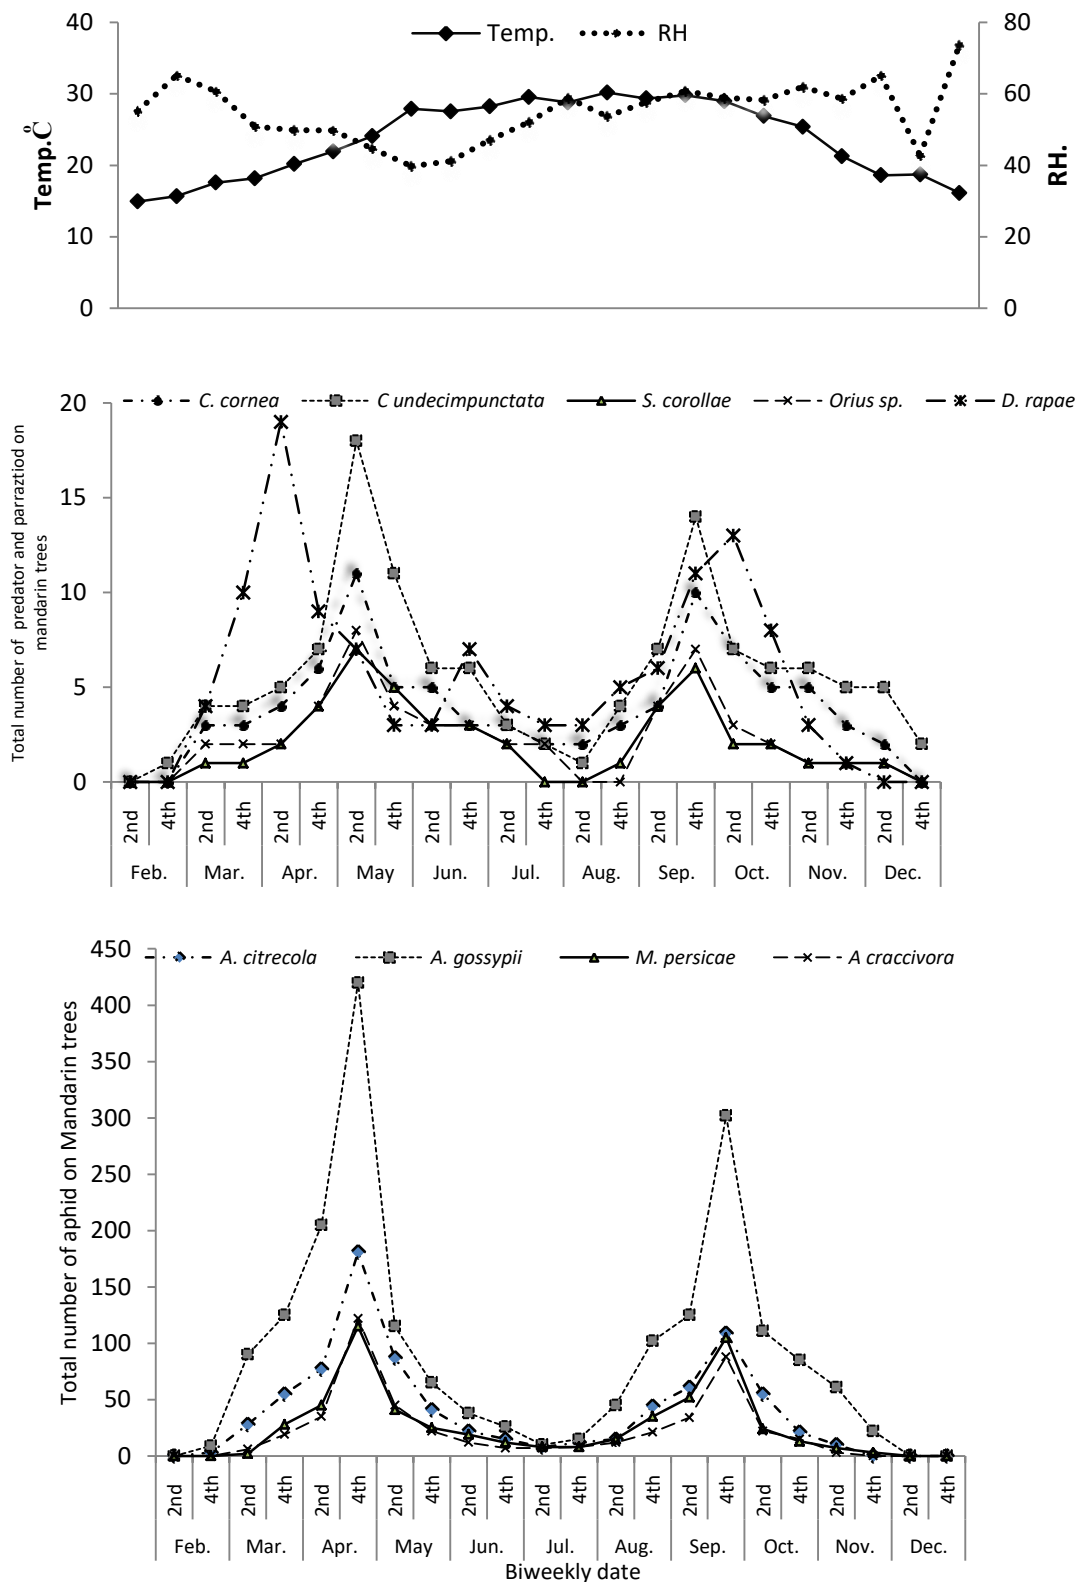 Temp. RH
40
30
20
10
0
Temp.C̊
80
60
40
20
0
RH.
C. cornea C undecimpunctata S. corollae Orius sp. D. rapae
20
15
10
5
0
Total number of predator and parraztiod on
mandarin trees
2nd 4th 2nd 4th 2nd 4th 2nd 4th 2nd 4th 2nd 4th 2nd 4th 2nd 4th 2nd 4th 2nd 4th 2nd 4th
Feb. Mar. Apr. May Jun. Jul. Aug. Sep. Oct. Nov. Dec.
A. citrecola A. gossypii M. persicae A craccivora
450
400
350
300
250
200
150
100
50
0
Total number of aphid on Mandarin trees
2nd 4th 2nd 4th 2nd 4th 2nd 4th 2nd 4th 2nd 4th 2nd 4th 2nd 4th 2nd 4th 2nd 4th 2nd 4th
Feb. Mar. Apr. May Jun. Jul. Aug. Sep. Oct. Nov. Dec.
Biweekly date